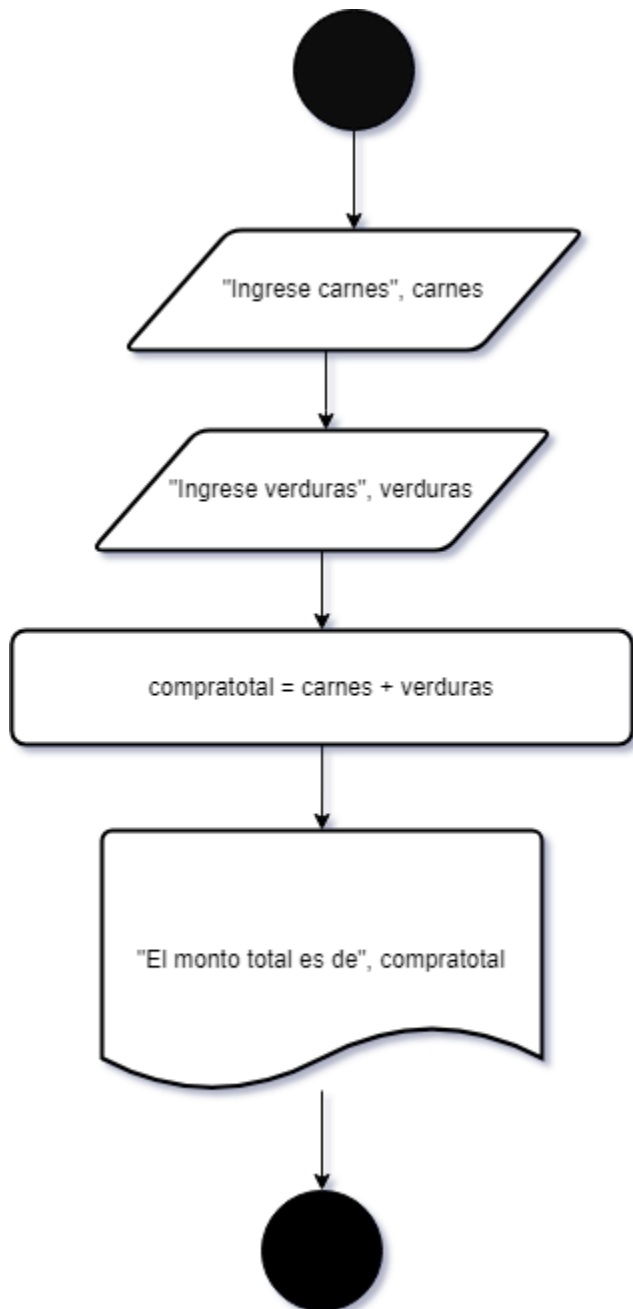 "Ingrese carnes", carnes
"Ingrese verduras", verduras
compratotal = carnes + verduras
"El monto total es de", compratotal